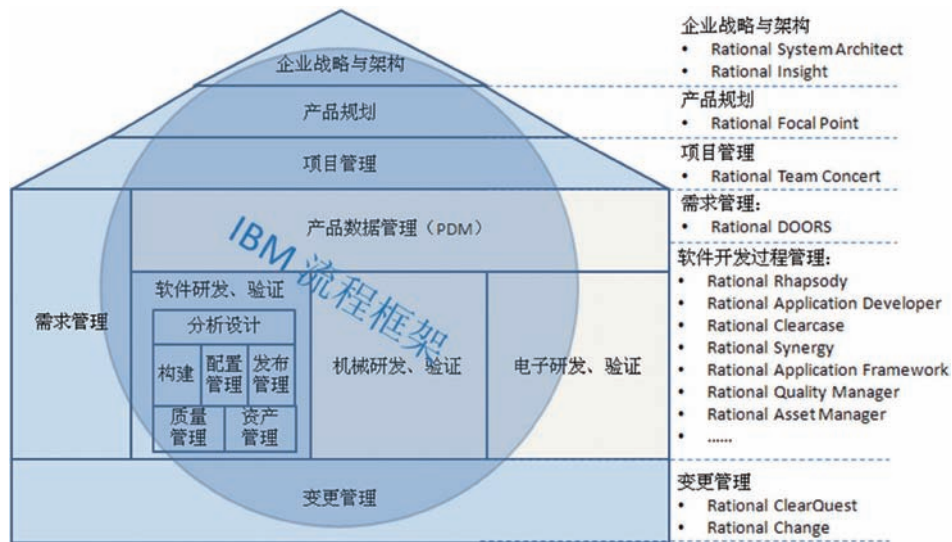 企业战略与架构
产品规划
项目管理
产品数据管理（PDM）
IBM 流程框架
需求管理
软件研发、验证
分析设计
构建
配置
管理
发布
管理
质量
管理
资产
管理
机械研发、验证
电子研发、验证
变更管理
企业战略与架构
• Rational System Architect
• Rational Insight
产品规划
• Rational Focal Point
项目管理
• Rational Team Concert
需求管理：
• Rational DOORS
软件开发过程管理：
• Rational Rhapsody
• Rational Application Developer
• Rational Clearcase
• Rational Synergy
• Rational Application Framework
• Rational Quality Manager
• Rational Asset Manager
• ……
变更管理
• Rational ClearQuest
• Rational Change